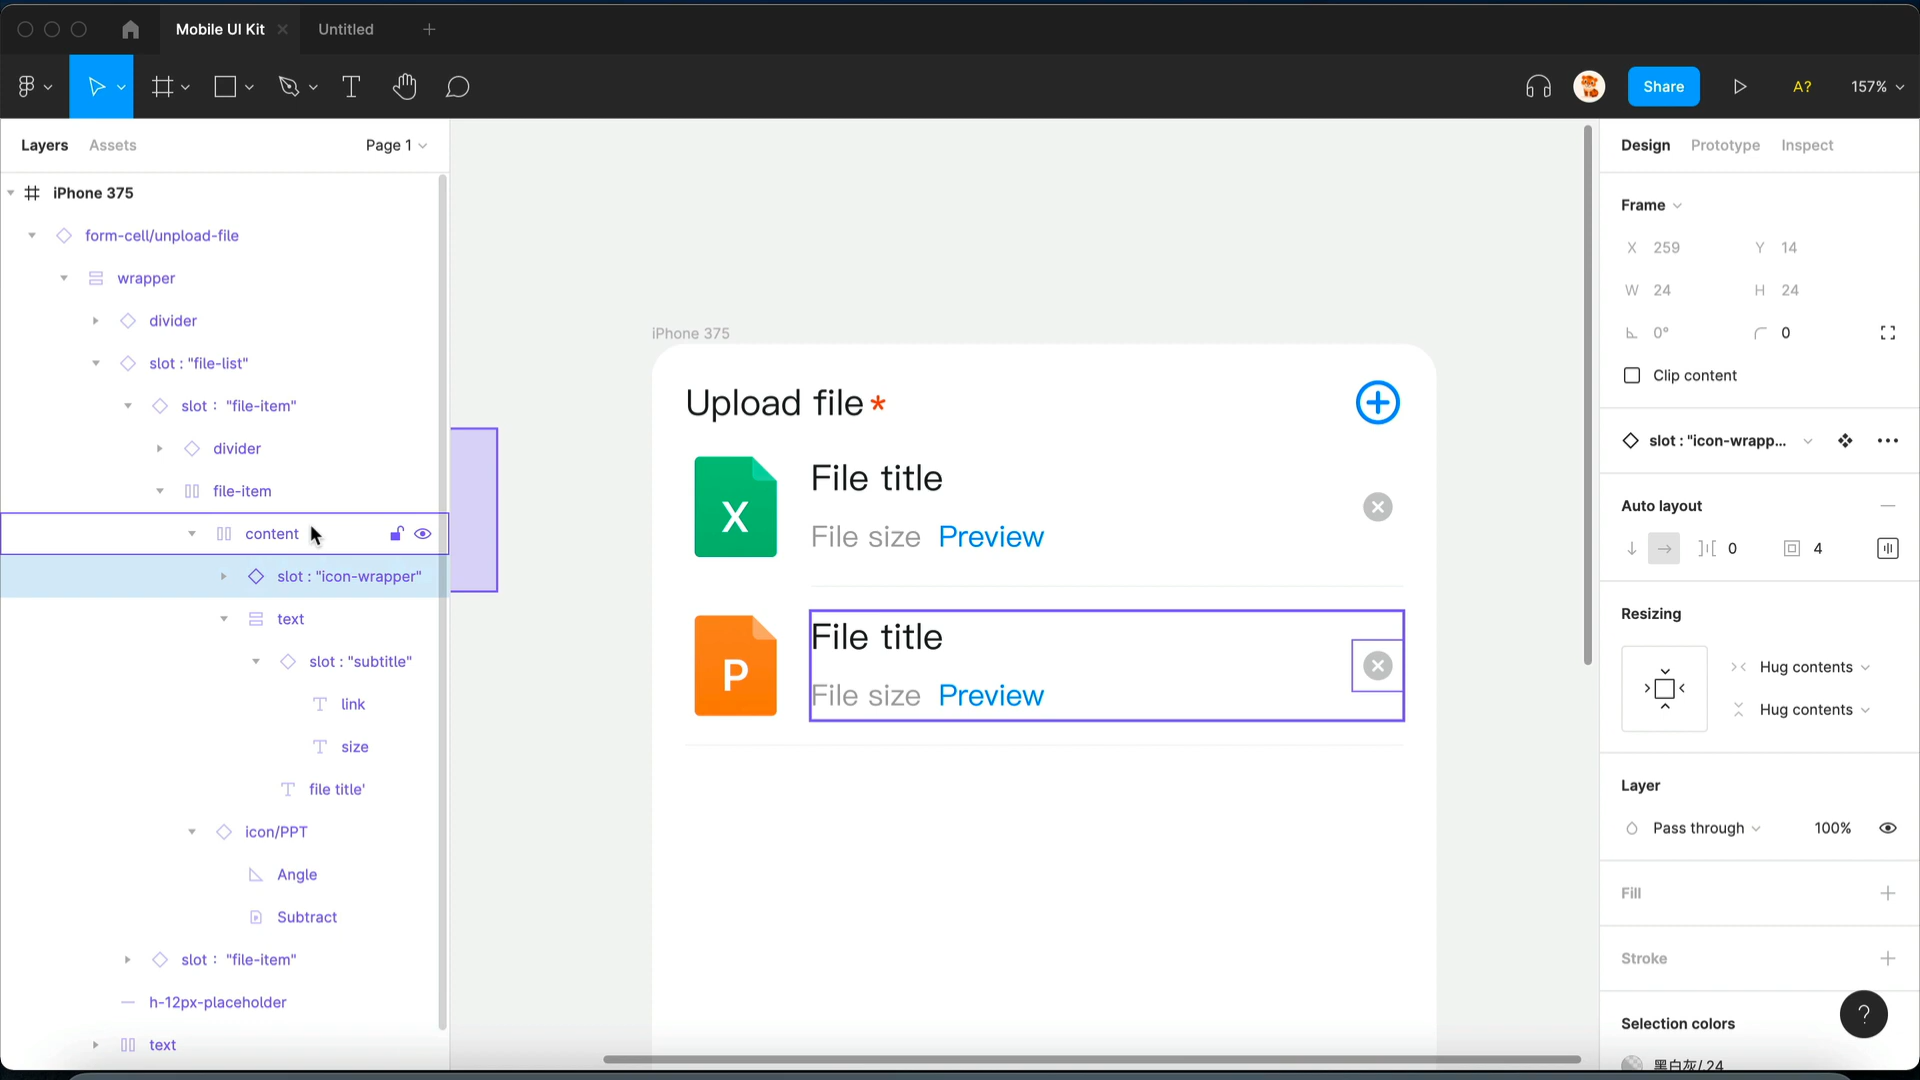 Mobile UI Kit
Untitled
Share
A?
157%
Layers
Assets
Page 1
iPhone 375
form-cell/unpload-file
wrapper
divider
slot : "file-list"
slot : "file-item"
divider
file-item
content
slot : "icon-wrapper"
text
slot : "subtitle"
link
size
file title'
icon/PPT
Angle
Subtract
slot : "file-item"
h-12px-placeholder
text
iPhone 375
Upload file *
X
File title
File size Preview
P
File title
File size Preview
Design
Prototype
Inspect
Frame
X 259
Y 14
W 24
H 24
0°
0
Clip content
slot : "icon-wrapp...
Auto layout
0
4
Resizing
Hug contents
Hug contents
Layer
Pass through
100%
Fill
Stroke
Selection colors
黑白灰/.24
?